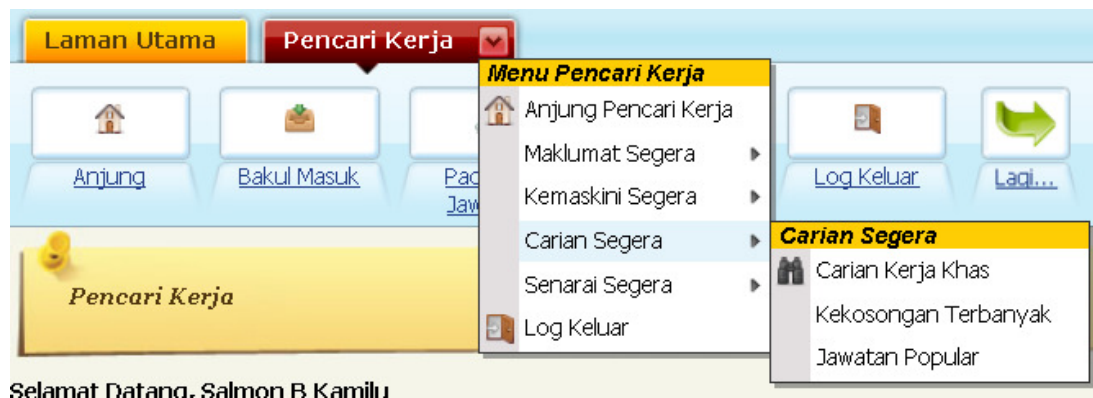 Laman Utama
Pencari Kerja
Menu Pencari Kerja
Anjung Pencari Kerja
Maklumat Segera
Kemaskini Segera
Carian Segera
Senarai Segera
Log Keluar
Carian Segera
Carian Kerja Khas
Kekosongan Terbanyak
Jawatan Popular
Anjung
Bakul Masuk
Log Keluar
Lagi...
Pencari Kerja
Selamat Datang, Salmon B Kamilu